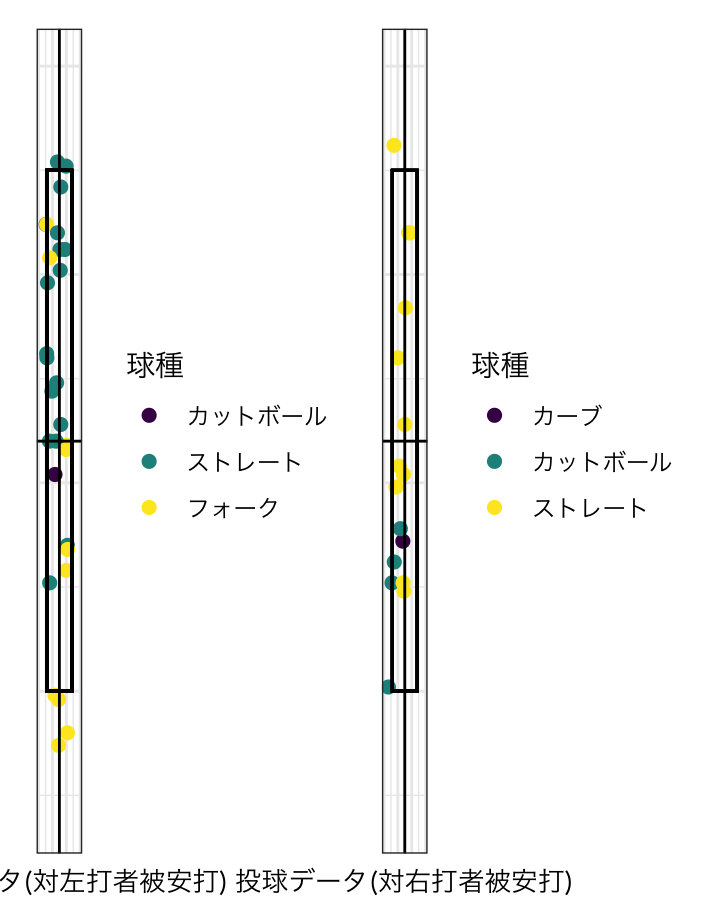 球種
カットボール
ストレート
フォーク
球種
カーブ
カットボール
ストレート
タ(対左打者被安打)
投球データ(対右打者被安打)